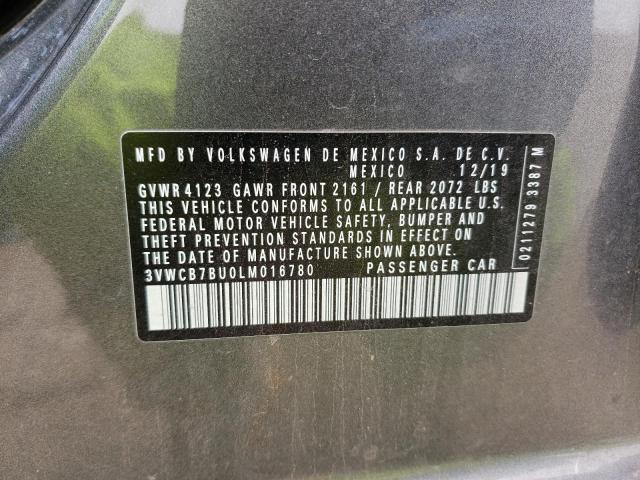 MFD BY VOLKSWAGEN DE MEXICO S.A. DE C.V.
MEXICO 12/19
GVWR 4123 GAWR FRONT 2161 / REAR 2072 LBS
THIS VEHICLE CONFORMS TO ALL APPLICABLE U.S.
FEDERAL MOTOR VEHICLE SAFETY, BUMPER AND
THEFT PREVENTION STANDARDS IN EFFECT ON
THE DATE OF MANUFACTURE SHOWN ABOVE.
3VWCB7BU0LM016780 PASSENGER CAR
0211279 3387 M